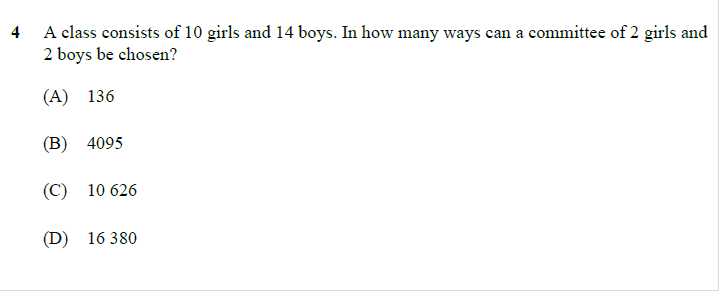 4 A class consists of 10 girls and 14 boys. In how many ways can a committee of 2 girls and
2 boys be chosen?
(A) 136
(B) 4095
(C) 10 626
(D) 16 380